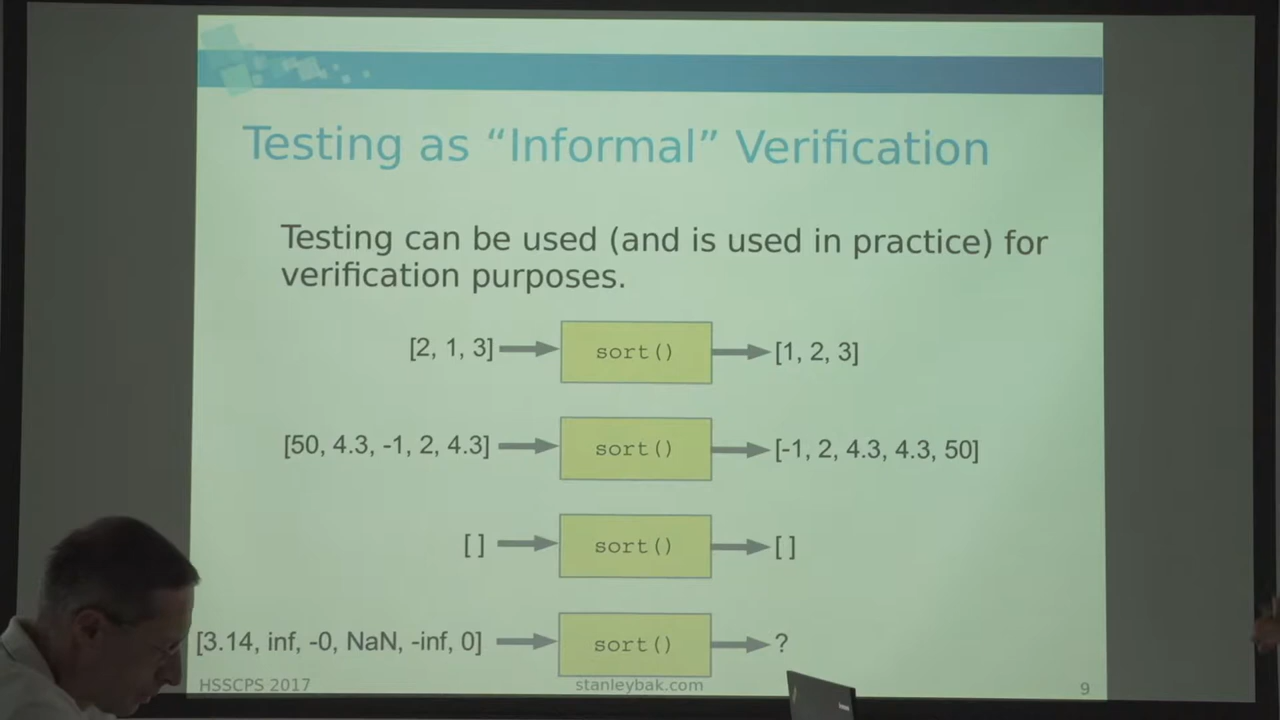 Testing as “Informal” Verification
Testing can be used (and is used in practice) for
verification purposes.
[2, 1, 3] sort() [1, 2, 3]
[50, 4.3, -1, 2, 4.3] sort() [-1, 2, 4.3, 4.3, 50]
[ ] sort() [ ]
[3.14, inf, -0, NaN, -inf, 0] sort() ?
HSSCPS 2017 stanleybak.com 9